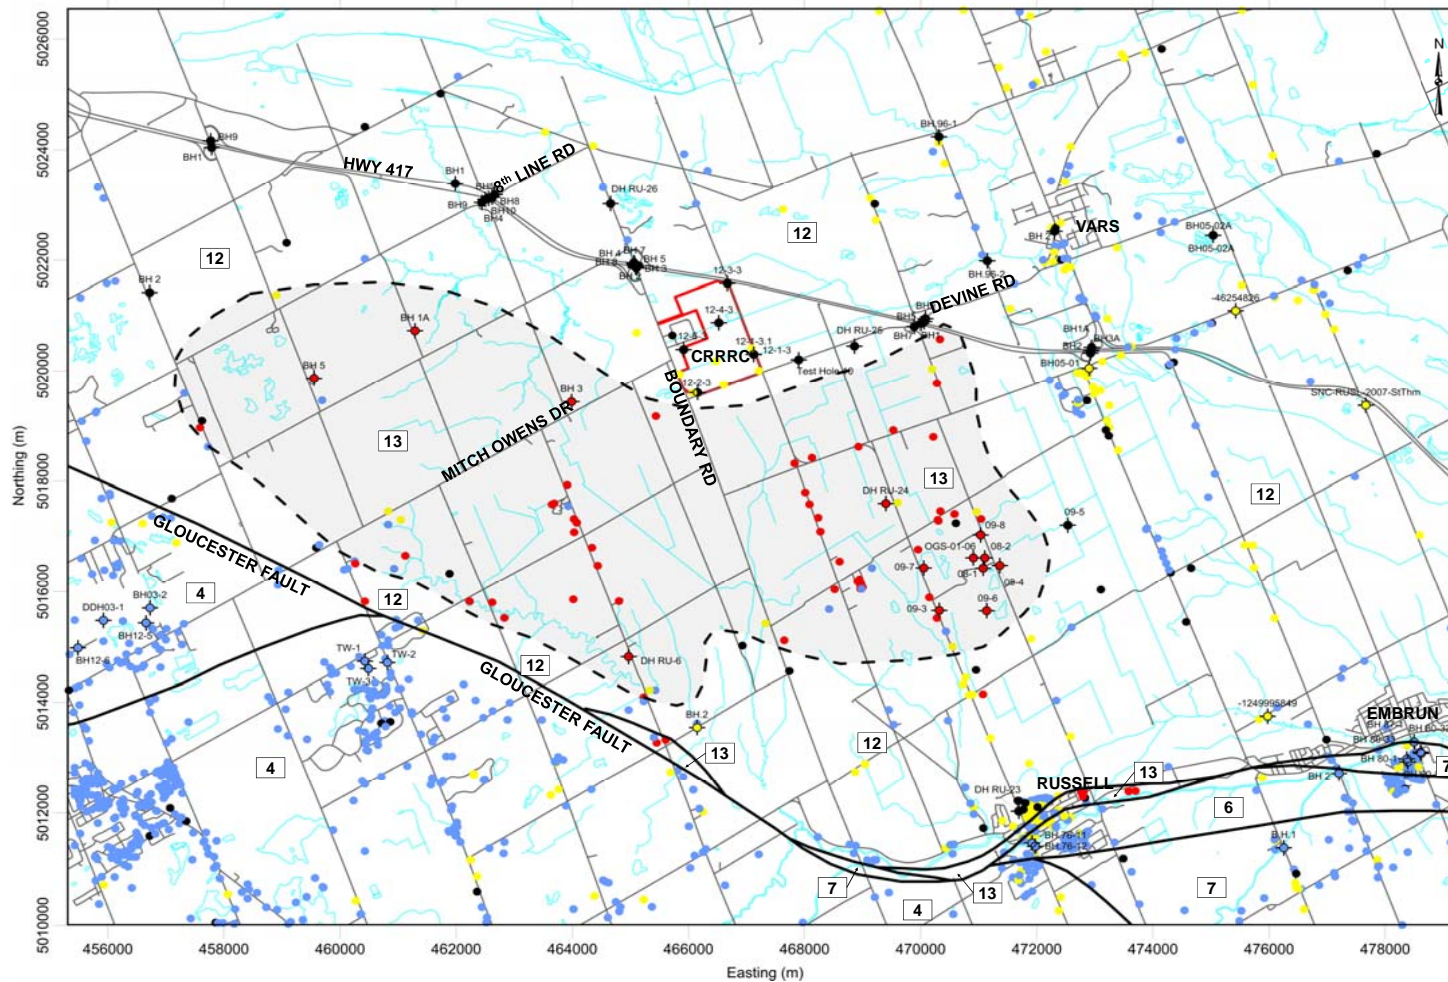 5026000
N
BH.96-1
5024000
BH9
BH1
HWY 417
BH1
8th LINE RD
BH8
BH9
BH10
BH4
DH RU-26
VARS
BH 2
BH05-02A
BH05-02A
12
12
5022000
BH 4
BH 7
BH 5
BH 3
BH.96-2
12-3-3
BH 2
DEVINE RD
-46254826
BH 1A
12-4-3
BH5
BH7
BH1
BH1A
BH3A
BH2
DH RU-25
12-1-3.1
12-1-3
CRRRC
Test Hole
BH05-01
5020000
BH 5
BH 3
12-2-3
SNC-RUSL-2007-StThm
BOUNDARY RD
MITCH OWENS DR
13
Northing (m)
5018000
13
DH RU-24
12
GLOUCESTER FAULT
09-5
09-8
OGS-01-06
08-2
09-7
08-1
08-4
5016000
4
BH03-2
12
DDH03-1
09-3
09-6
BH12-5
BH12-6
TW-1
TW-2
TW-3
12
DH RU-6
GLOUCESTER FAULT
5014000
BH.2
-1249995849
EMBRUN
12
13
4
RUSSELL
13
BH 80-1
BH 2
7
DH RU-23
5012000
6
BH.76-11
BH.76-12
B.H.1
7
13
7
4
5010000
456000 458000 460000 462000 464000 466000 468000 470000 472000 474000 476000 478000
Easting (m)